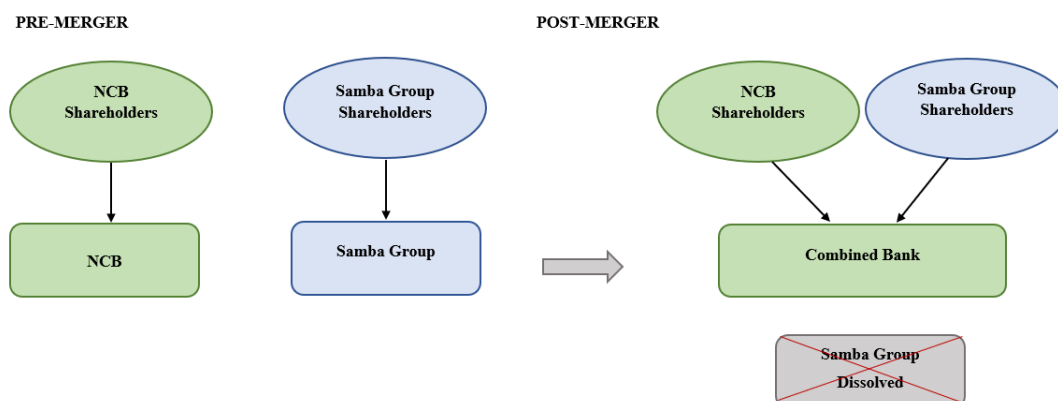 PRE-MERGER
NCB
Shareholders
Samba Group
Shareholders
NCB
Samba Group
POST-MERGER
NCB
Shareholders
Samba Group
Shareholders
Combined Bank
Samba Group
Dissolved